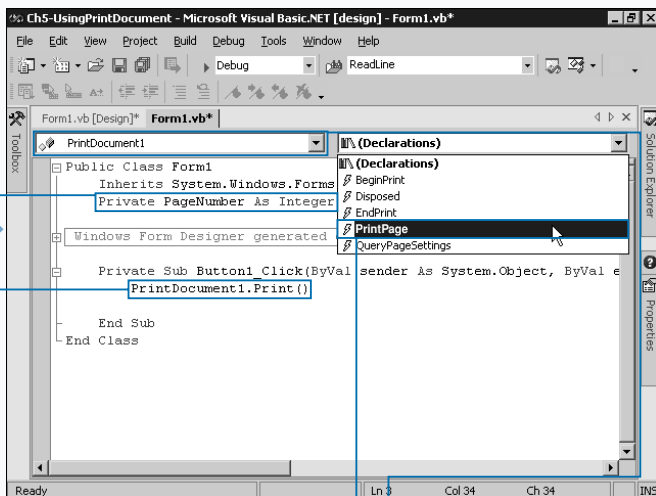 Ch5-UsingPrintDocument - Microsoft Visual Basic.NET [design] - Form1.vb*
File Edit View Project Build Debug Tools Window Help
Debug ReadLine
Form1.vb [Design]* Form1.vb*
Toolbox
PrintDocument1 (Declarations)
(Declarations)
BeginPrint
Disposed
EndPrint
PrintPage
QueryPageSettings
Public Class Form1
Inherits System.Windows.Forms
Private PageNumber As Integer
Windows Form Designer generated
Private Sub Button1_Click(ByVal sender As System.Object, ByVal e
PrintDocument1.Print()
End Sub
End Class
Solution Explorer
Properties
Ready Ln 3 Col 34 Ch 34 INS